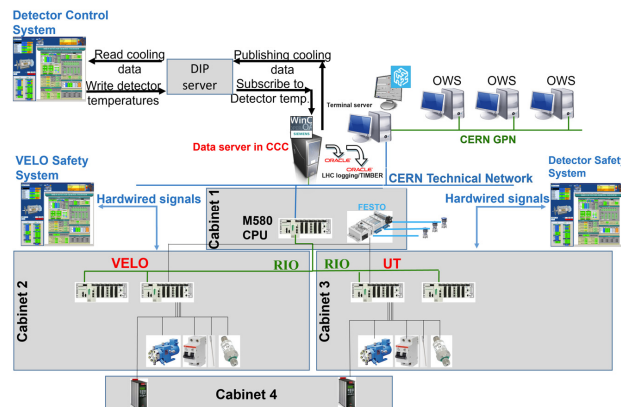 Detector Control
System
Read cooling
data
Write detector
temperatures
DIP
server
Publishing cooling
data
Subscribe to
Detector temp.
Terminal server
OWS
OWS
OWS
CERN GPN
WinC
SIEMENS
Data server in CCC
ORACLE
ORACLE
LHC logging/TIMBER
CERN Technical Network
VELO Safety
System
Detector Safet
System
Hardwired signals
Hardwired signals
Cabinet 1
M580
CPU
FESTO
Cabinet 2
VELO
RIO
RIO
UT
Cabinet 3
Cabinet 4